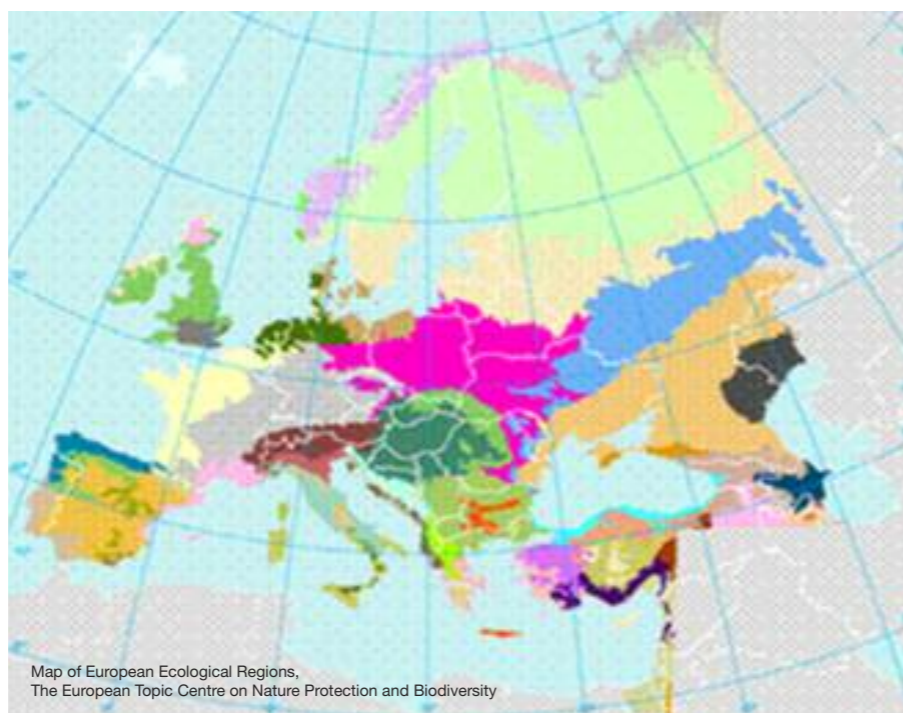 Map of European Ecological Regions,
The European Topic Centre on Nature Protection and Biodiversity